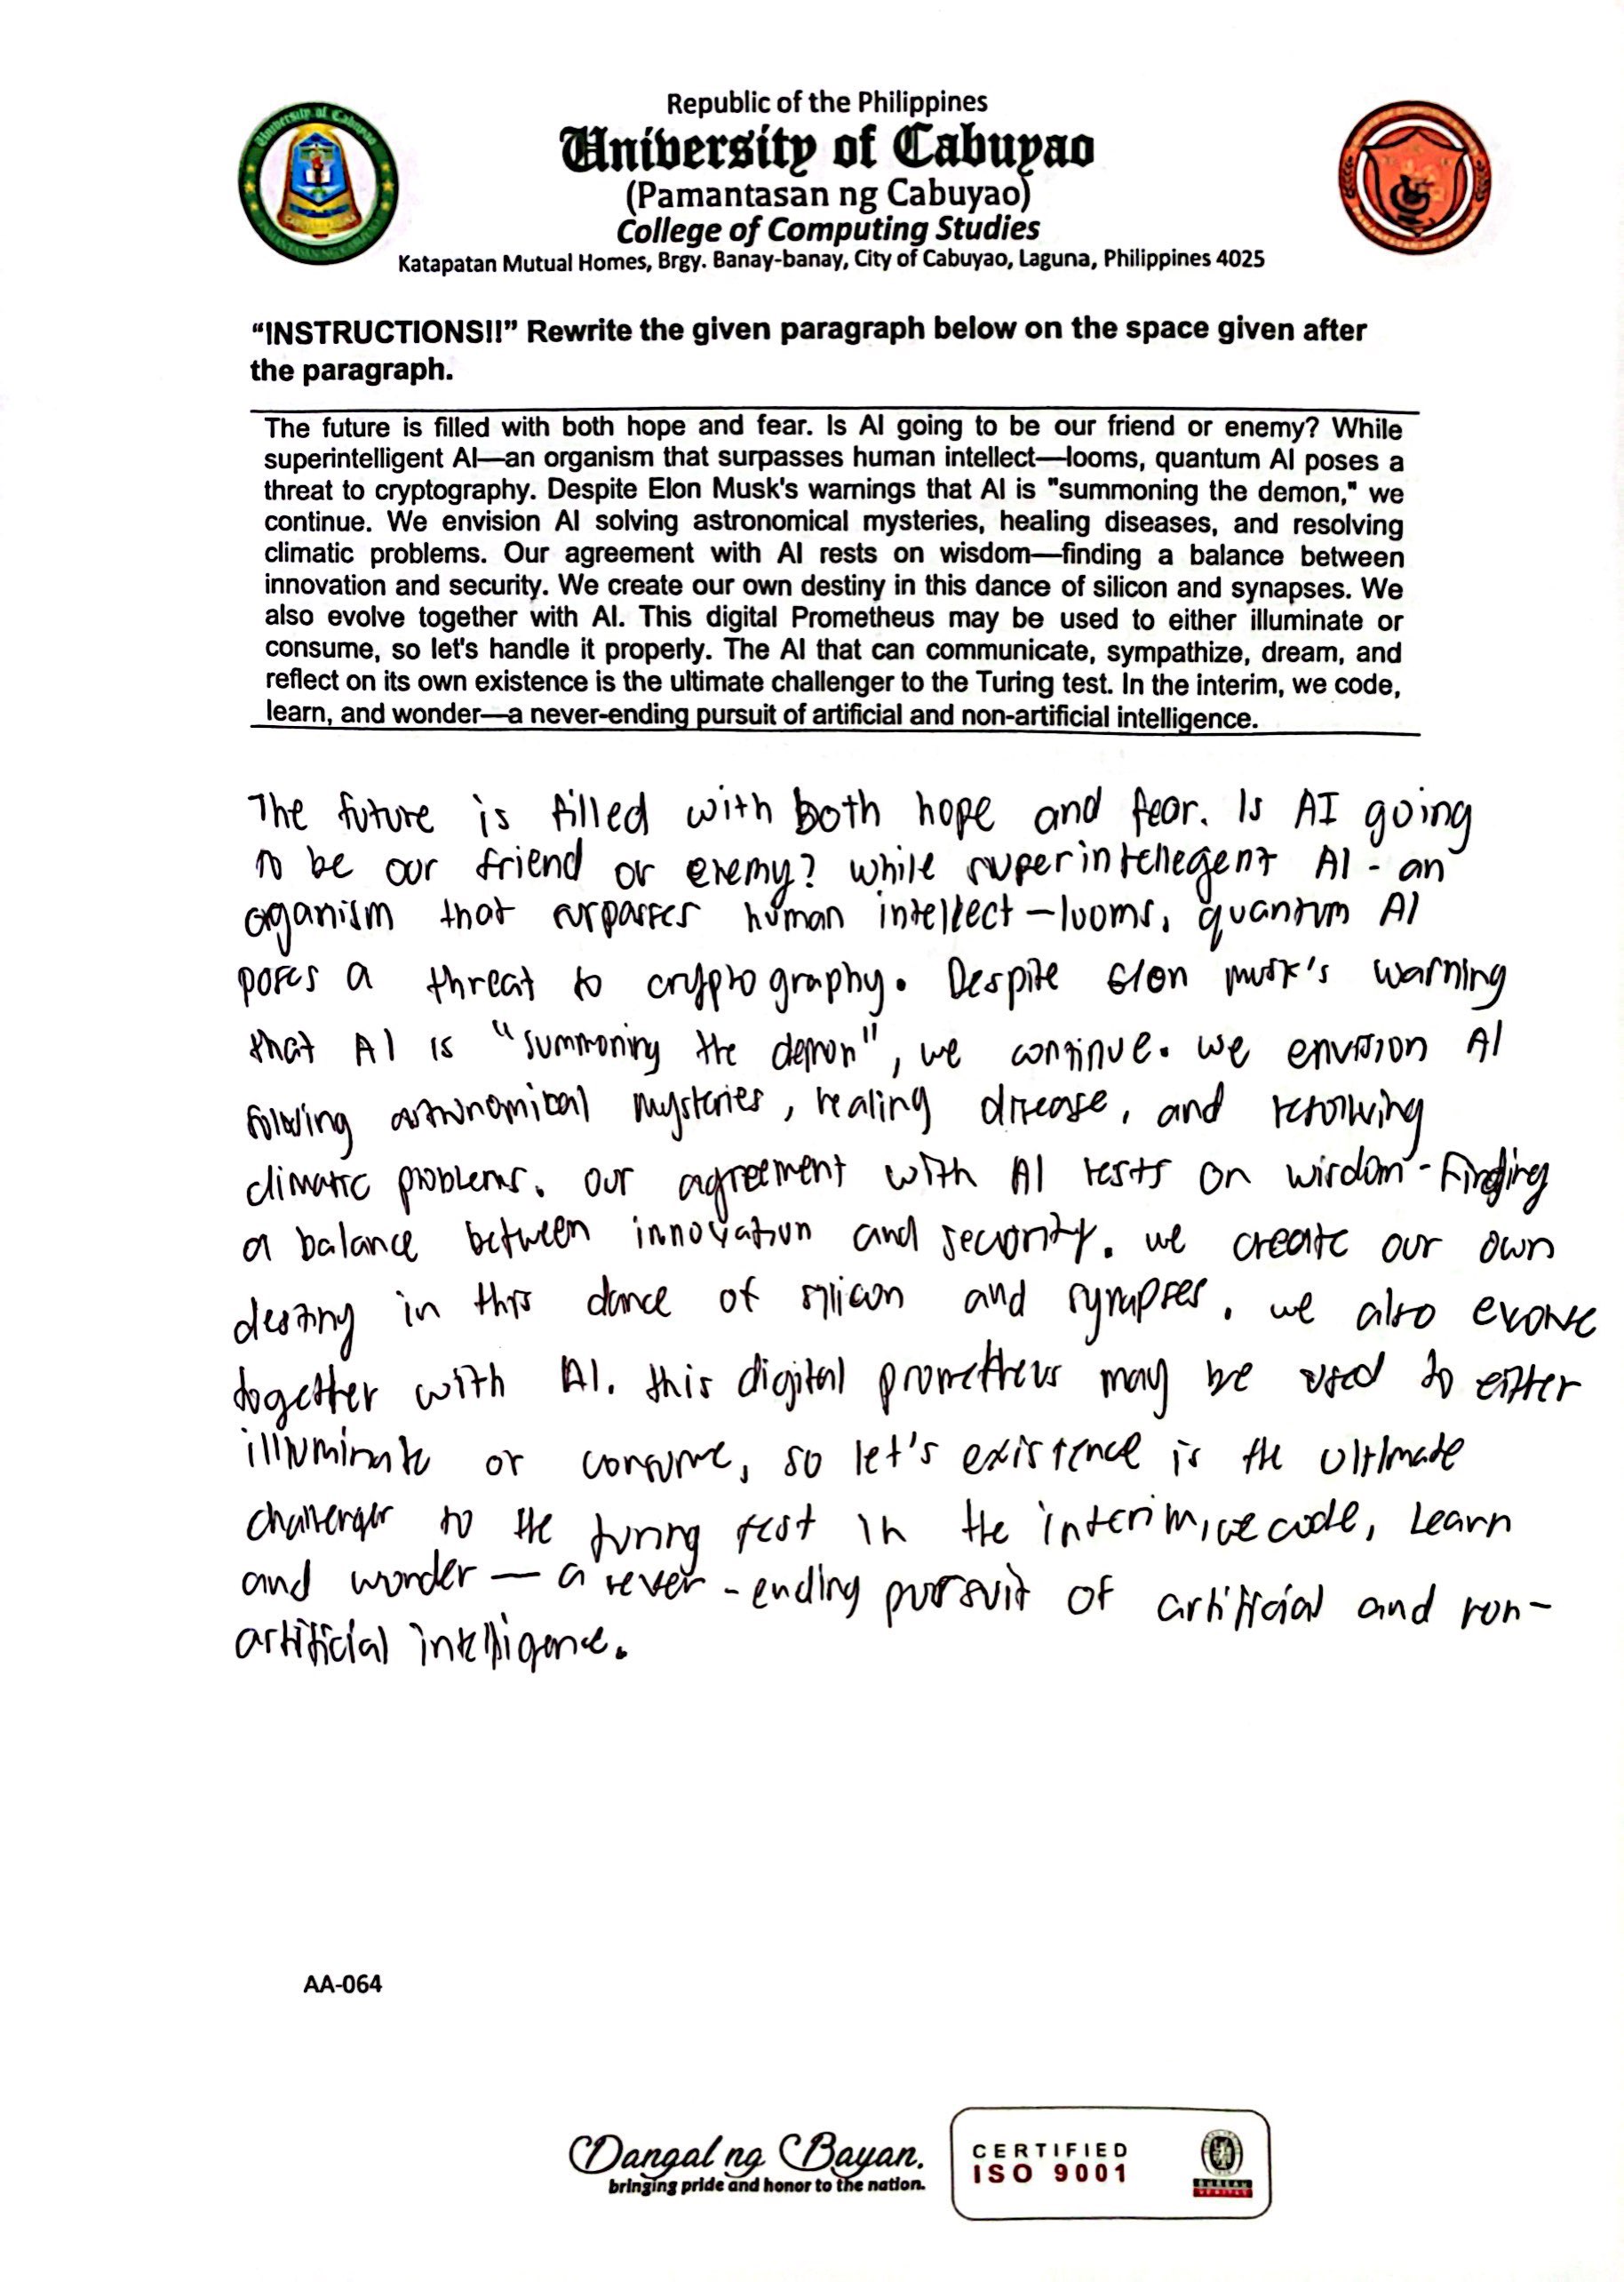 Republic of the Philippines
University of Cabuyao
(Pamantasan ng Cabuyao)
College of Computing Studies
Katapatan Mutual Homes, Brgy. Banay-banay, City of Cabuyao, Laguna, Philippines 4025
“INSTRUCTIONS!!” Rewrite the given paragraph below on the space given after
the paragraph.
The future is filled with both hope and fear. Is AI going to be our friend or enemy? While
superintelligent AI—an organism that surpasses human intellect—looms, quantum AI poses a
threat to cryptography. Despite Elon Musk's warnings that AI is "summoning the demon," we
continue. We envision AI solving astronomical mysteries, healing diseases, and resolving
climatic problems. Our agreement with AI rests on wisdom—finding a balance between
innovation and security. We create our own destiny in this dance of silicon and synapses. We
also evolve together with AI. This digital Prometheus may be used to either illuminate or
consume, so let's handle it properly. The AI that can communicate, sympathize, dream, and
reflect on its own existence is the ultimate challenger to the Turing test. In the interim, we code,
learn, and wonder—a never-ending pursuit of artificial and non-artificial intelligence.
The future is filled with both hope and fear. Is AI going
to be our friend or enemy? while superintellegent AI - an
oganism that surpasses human intellect - looms, quantum AI
poses a threat to cryptography. Despite Elon musk's warning
that AI is "summoning the demon", we continue. we envision AI
astronomical mysteries, healing disease, and resolving
climatic problems. our agreement with AI rests on wisdom - Finding
a balance between innovation and security. we create our own
destiny in this dance of silicon and synapses. we also evolve
together with AI. this digital prometheus may be used to either
illuminate or consume, so let's existence is the ultimate
challenger to the turing test in the interim, we code, learn
and wonder — a never - ending pursuit of artificial and non-
artificial intelligence.
AA-064
Dangal ng Bayan.
bringing pride and honor to the nation.
CERTIFIED
ISO 9001
BUREAU
VERITAS